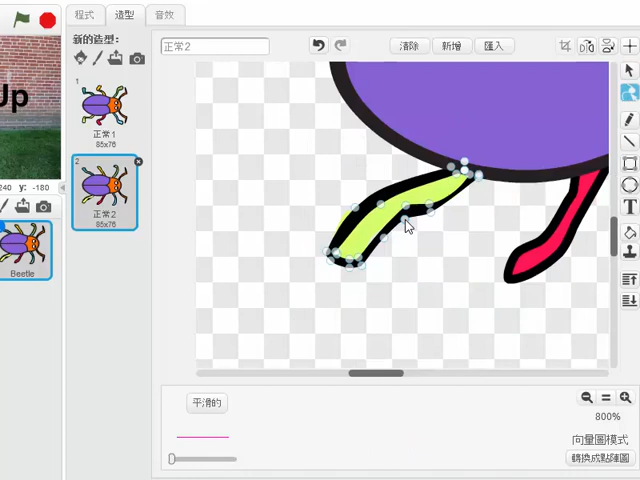 程式 造型 音效
新的造型:
正常2
清除 新增 匯入
Up
1
正常1
85x76
2
正常2
85x76
240 y: -180
Beetle
T
平滑的
800%
向量圖模式
轉換成點陣圖